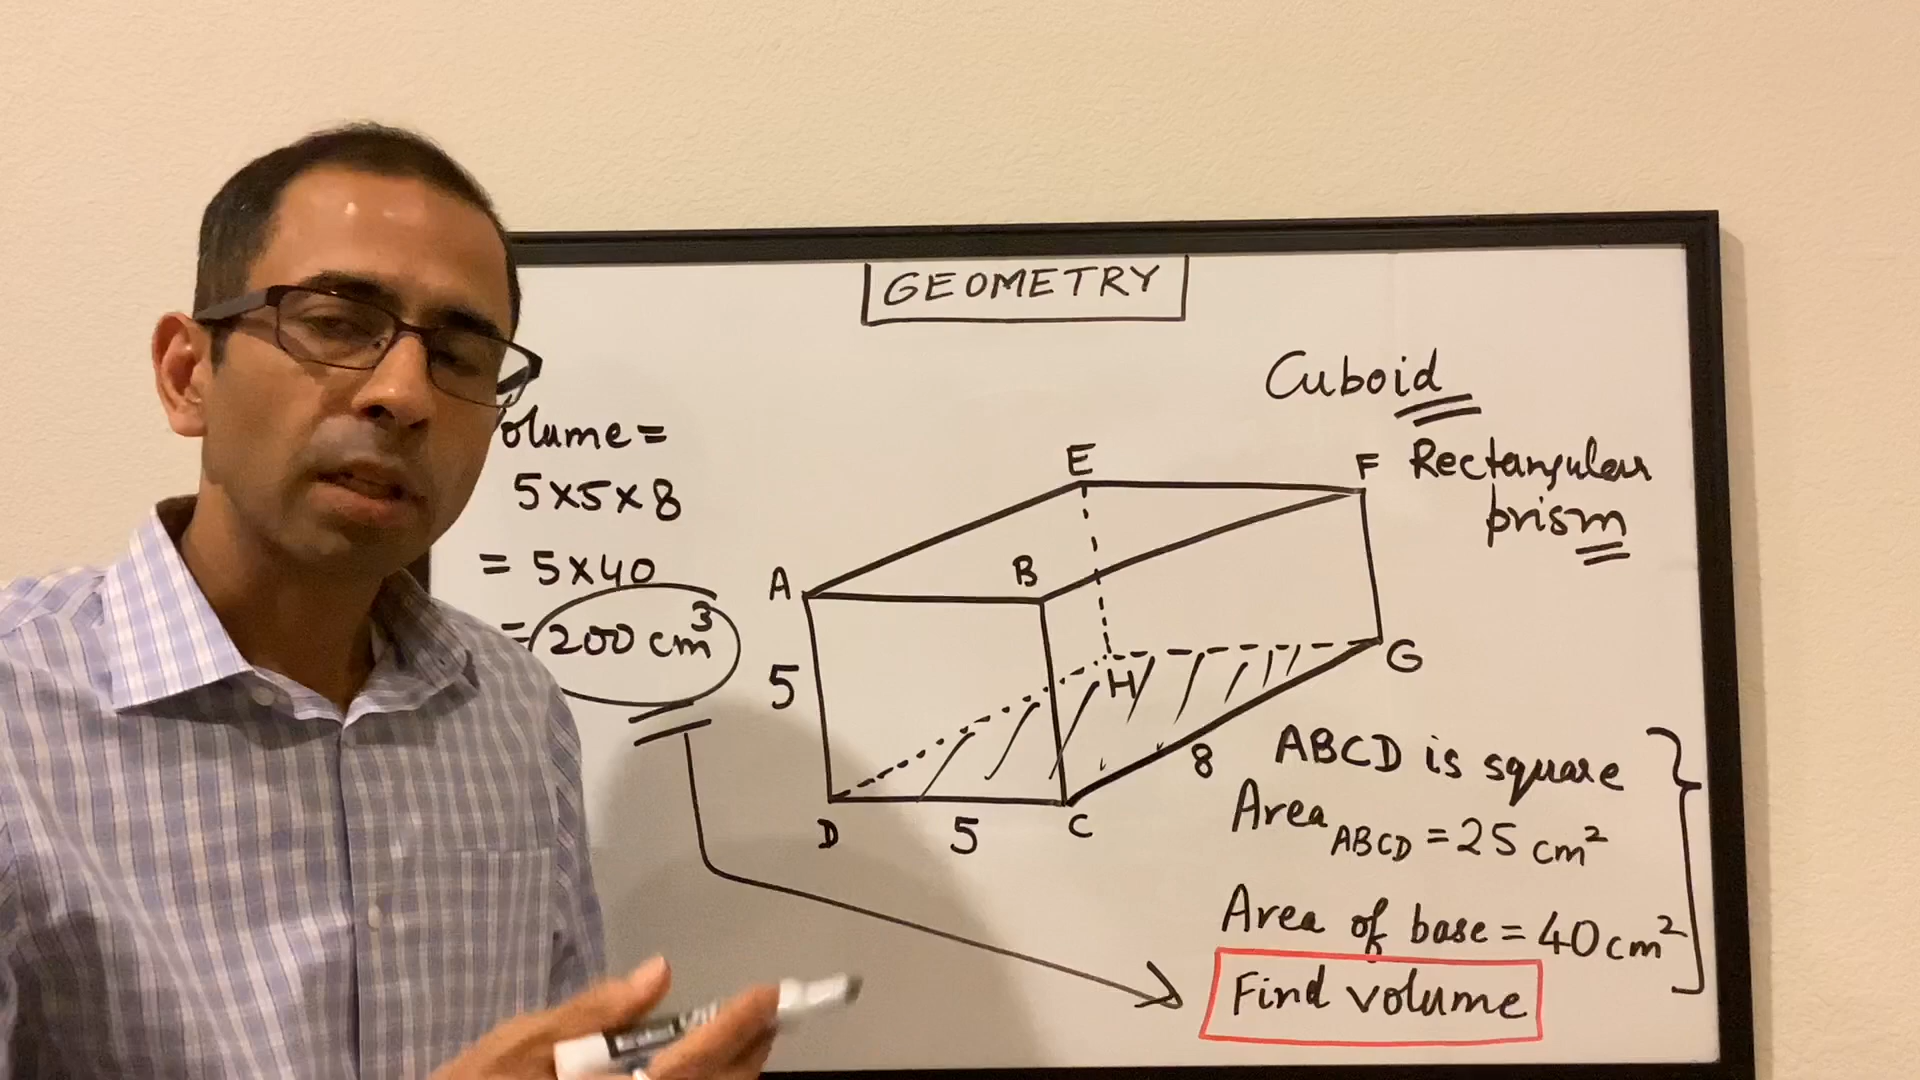 GEOMETRY
Cuboid
Rectangular
prism
olume =
5x5x8
= 5x40
= 200 cm³
E
F
A
B
5
H
G
8
D
5
C
ABCD is square
Area ABCD = 25 cm²
Area of base = 40 cm²
Find volume